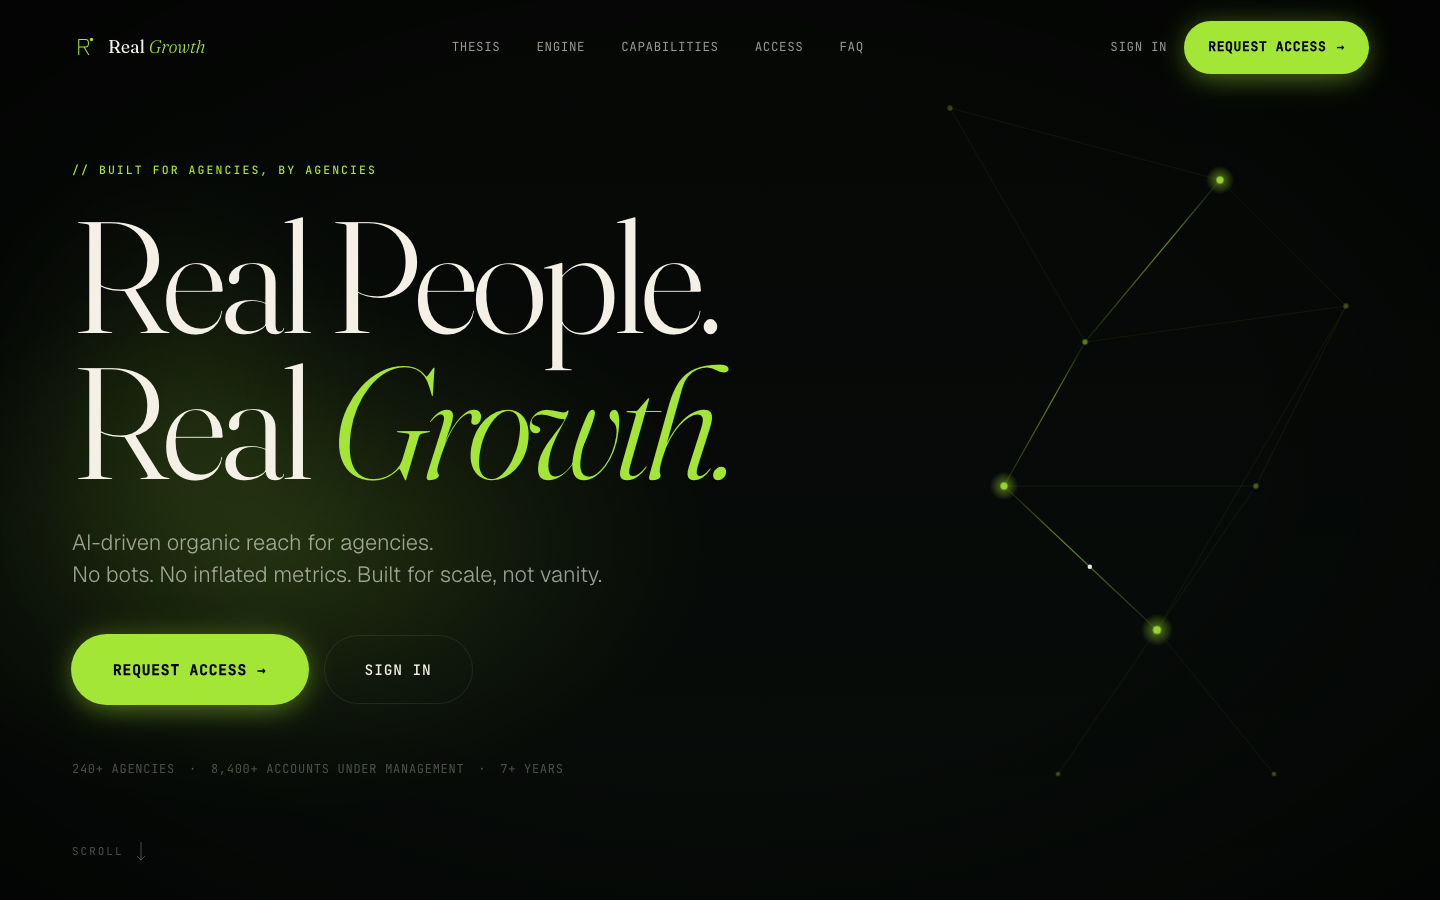 Real Growth
THESIS
ENGINE
CAPABILITIES
ACCESS
FAQ
SIGN IN
REQUEST ACCESS →
// BUILT FOR AGENCIES, BY AGENCIES
Real People.
Real Growth.
AI-driven organic reach for agencies.
No bots. No inflated metrics. Built for scale, not vanity.
REQUEST ACCESS →
SIGN IN
240+ AGENCIES · 8,400+ ACCOUNTS UNDER MANAGEMENT · 7+ YEARS
SCROLL ↓